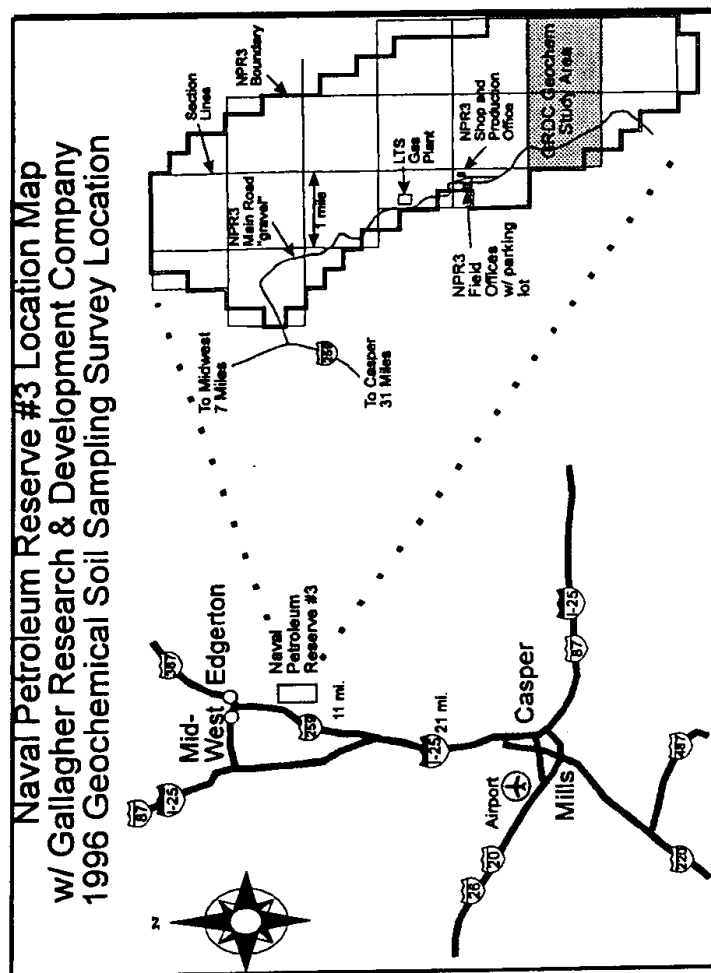 Naval Petroleum Reserve #3 Location Map
w/ Gallagher Research & Development Company
1996 Geochemical Soil Sampling Survey Location
N
87
I-25
387
Mid-
West
Edgerton
Naval
Petroleum
Reserve #3
259
11 mi.
I-25
21 mi.
Airport
Casper
Mills
26
20
87
I-25
220
487
To Midwest
7 Miles
259
To Casper
31 Miles
Section
Lines
NPR3
Boundary
NPR3
Main Road
"gravel"
1 mile
LTS
Gas
Plant
NPR3
Shop and
Production
Office
NPR3
Field
Offices
w/ parking
lot
GRDC Geochem
Study Area